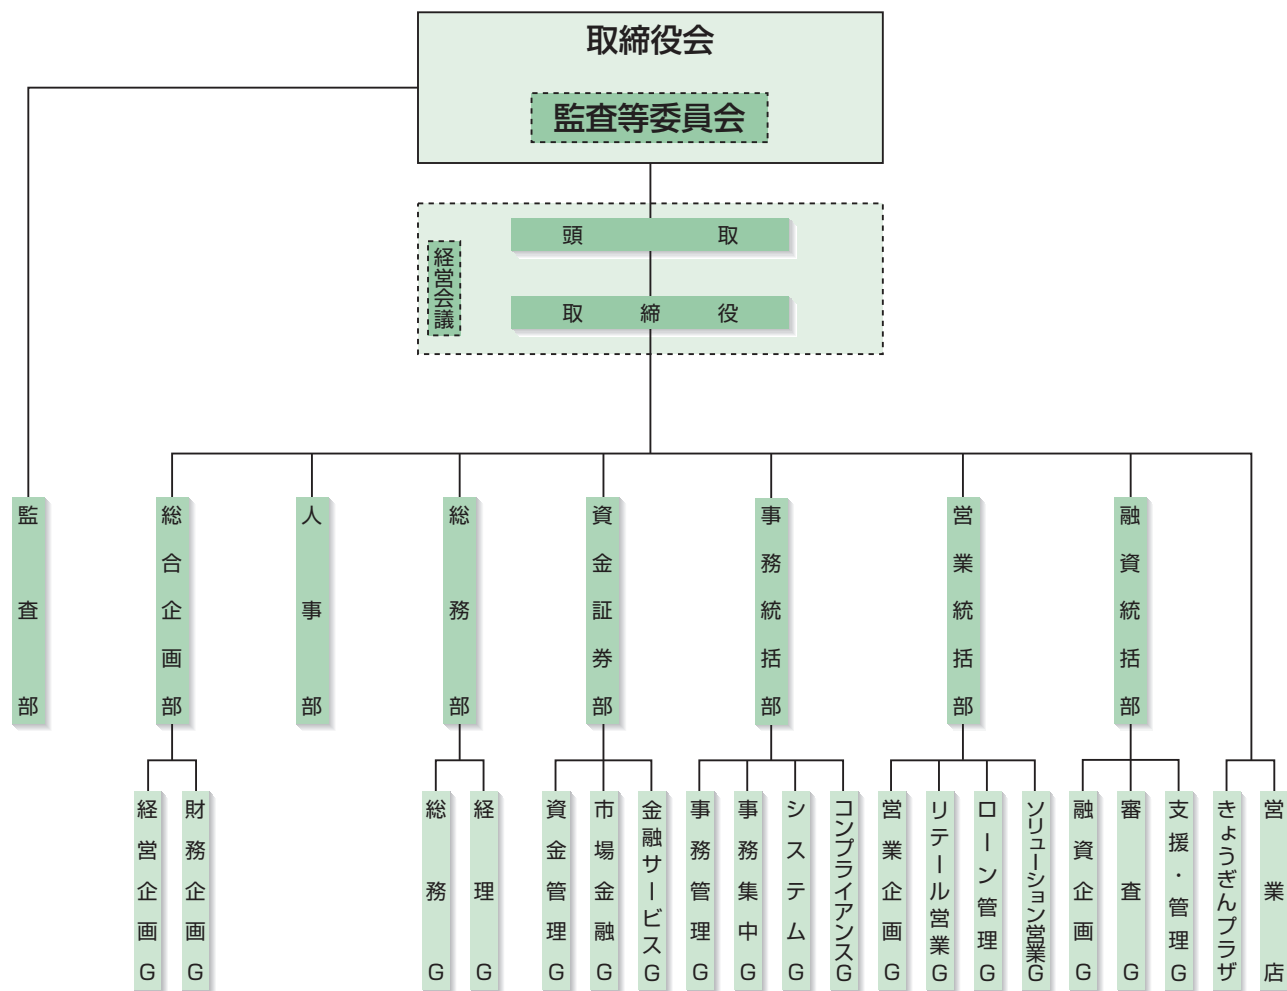 取締役会
監査等委員会
頭取
経営会議
取締役
監査部
総合企画部
人事部
総務部
資金証券部
事務統括部
営業統括部
融資統括部
経営企画G
財務企画G
総務G
経理G
資金管理G
市場金融G
金融サービスG
事務管理G
事務集中G
システムG
コンプライアンスG
営業企画G
リテール営業G
ローン管理G
ソリューション営業G
融資企画G
審査G
支援・管理G
きょうぎんプラザ
営業店